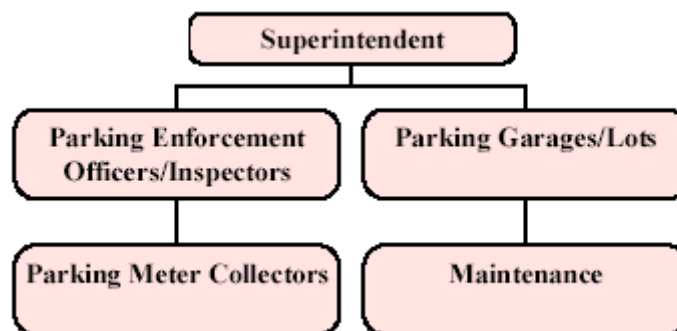 Superintendent
Parking Enforcement
Officers/Inspectors
Parking Garages/Lots
Parking Meter Collectors
Maintenance